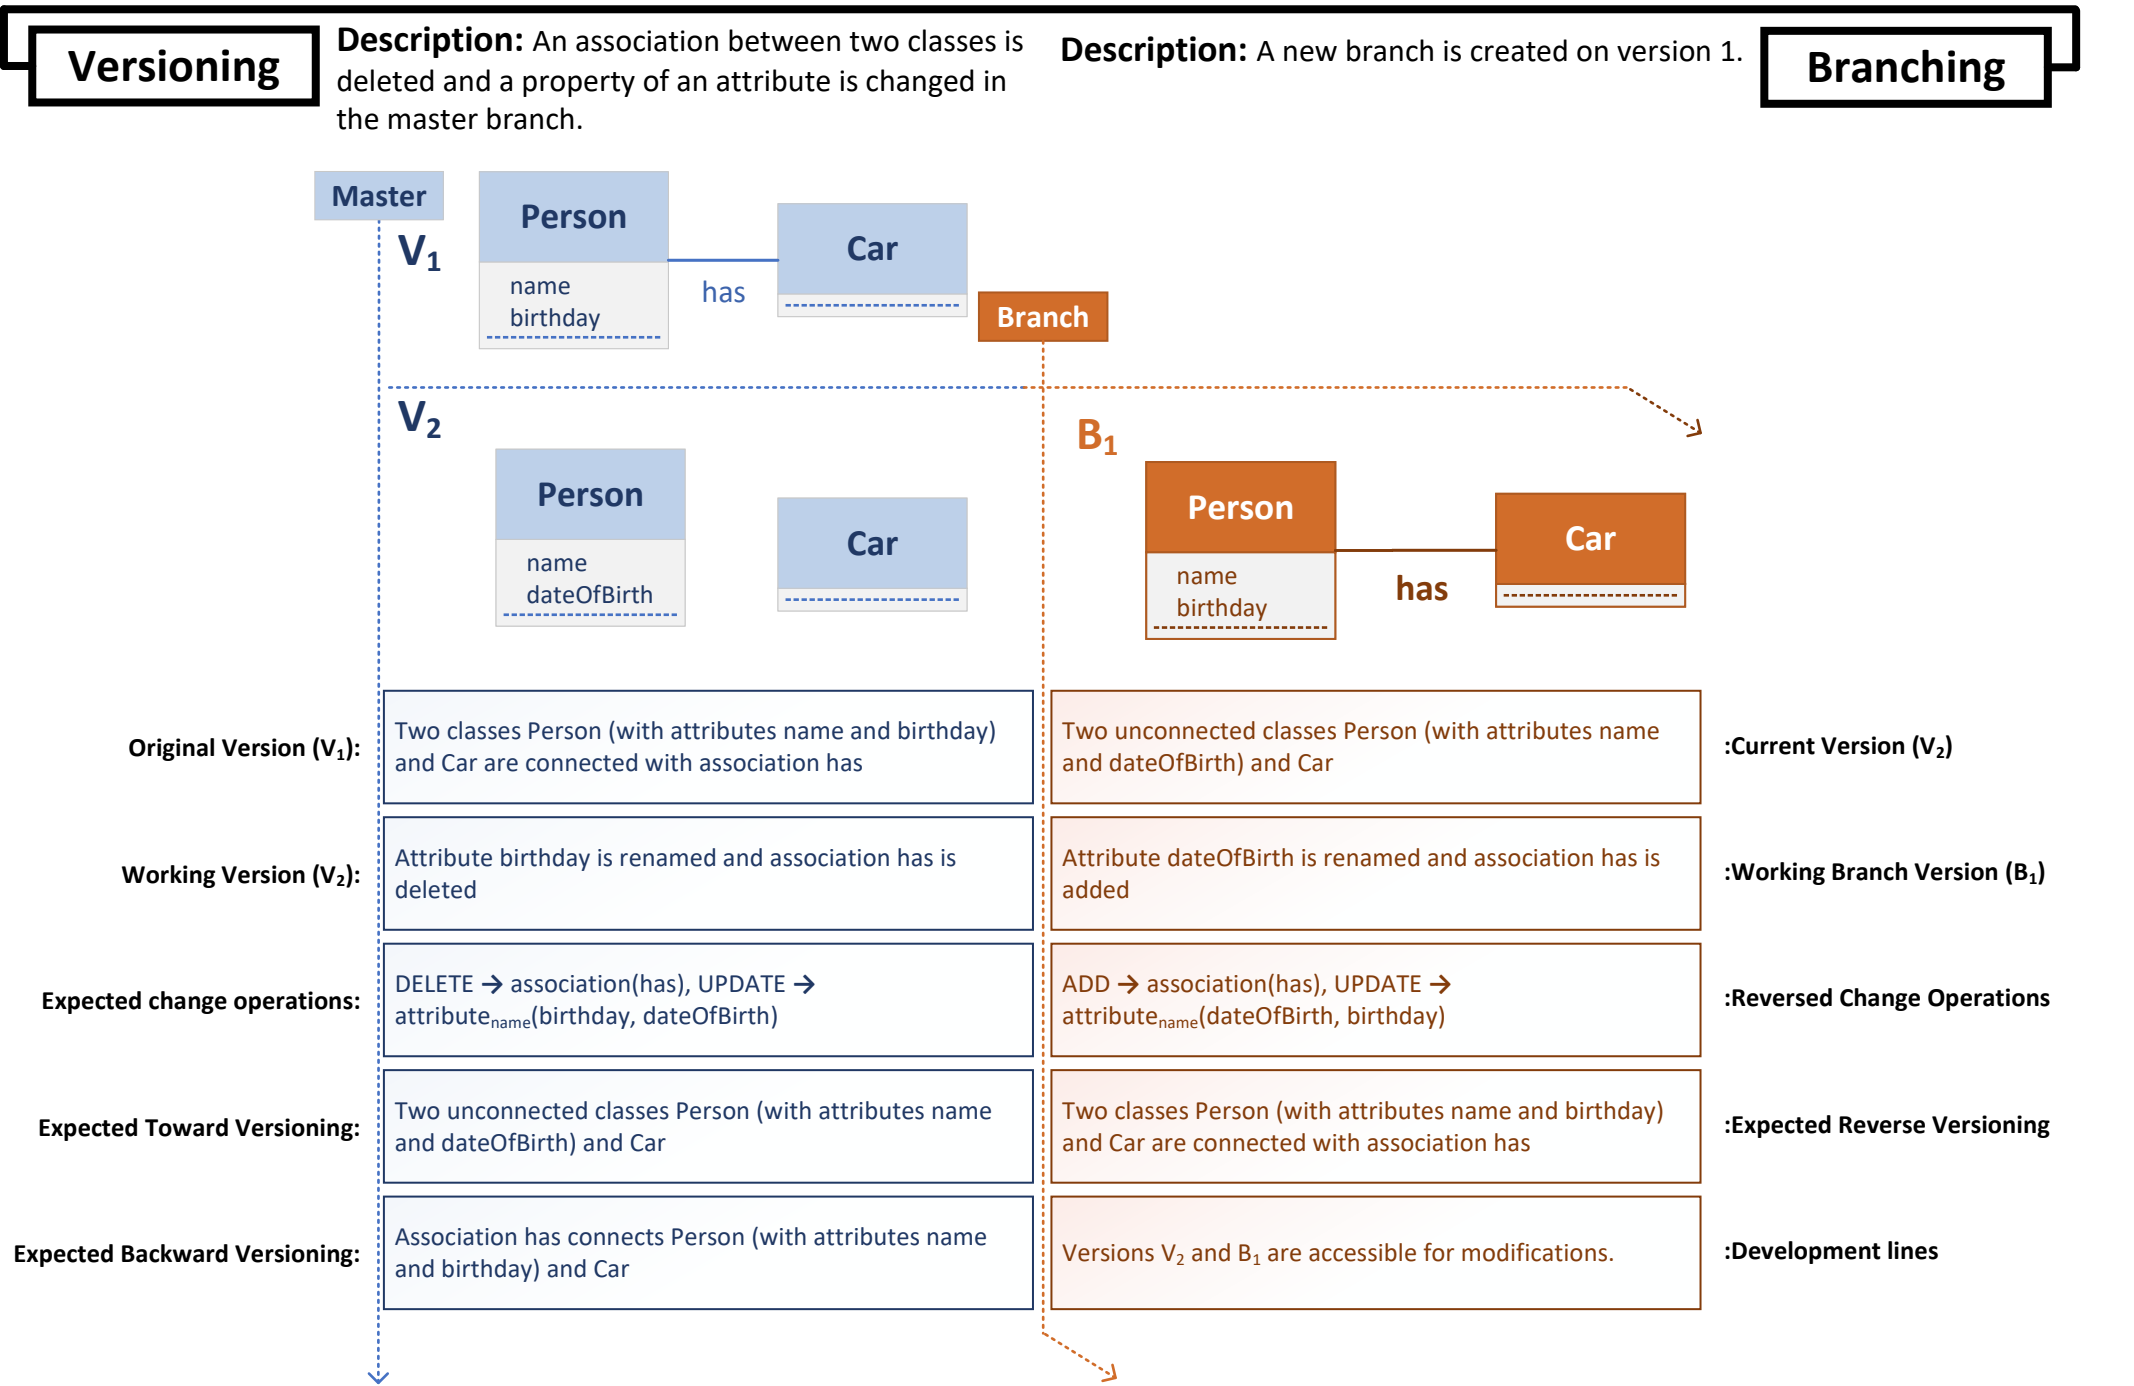 Versioning
Description: An association between two classes is
deleted and a property of an attribute is changed in
the master branch.
Description: A new branch is created on version 1.
Branching
Master
V₁
Person
name
birthday
has
Car
Branch
V₂
Person
name
dateOfBirth
Car
B₁
Person
name
birthday
has
Car
Original Version (V₁):
Two classes Person (with attributes name and birthday)
and Car are connected with association has
Two unconnected classes Person (with attributes name
and dateOfBirth) and Car
:Current Version (V₂)
Working Version (V₂):
Attribute birthday is renamed and association has is
deleted
Attribute dateOfBirth is renamed and association has is
added
:Working Branch Version (B₁)
Expected change operations:
DELETE → association(has), UPDATE →
attributename(birthday, dateOfBirth)
ADD → association(has), UPDATE →
attributename(dateOfBirth, birthday)
:Reversed Change Operations
Expected Toward Versioning:
Two unconnected classes Person (with attributes name
and dateOfBirth) and Car
Two classes Person (with attributes name and birthday)
and Car are connected with association has
:Expected Reverse Versioning
Expected Backward Versioning:
Association has connects Person (with attributes name
and birthday) and Car
Versions V₂ and B₁ are accessible for modifications.
:Development lines